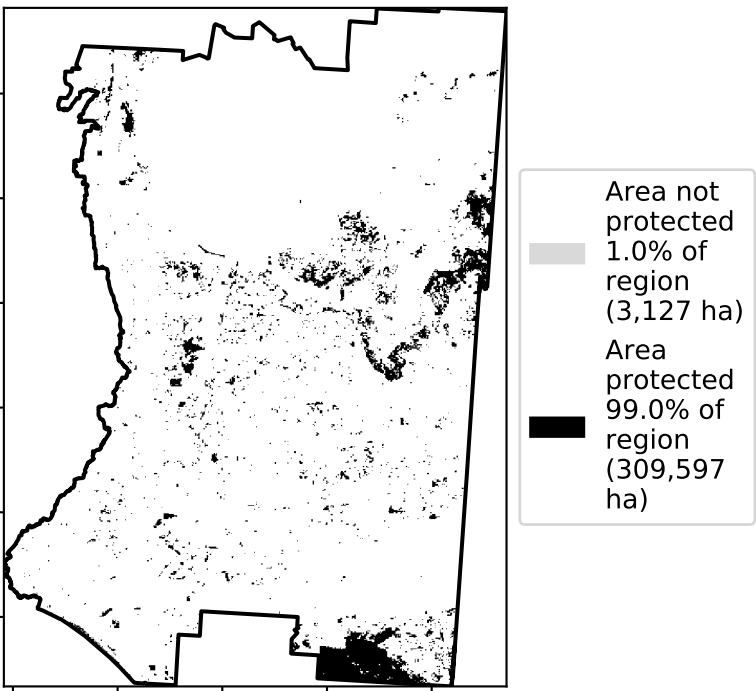 Area not
protected
1.0% of
region
(3,127 ha)
Area
protected
99.0% of
region
(309,597
ha)